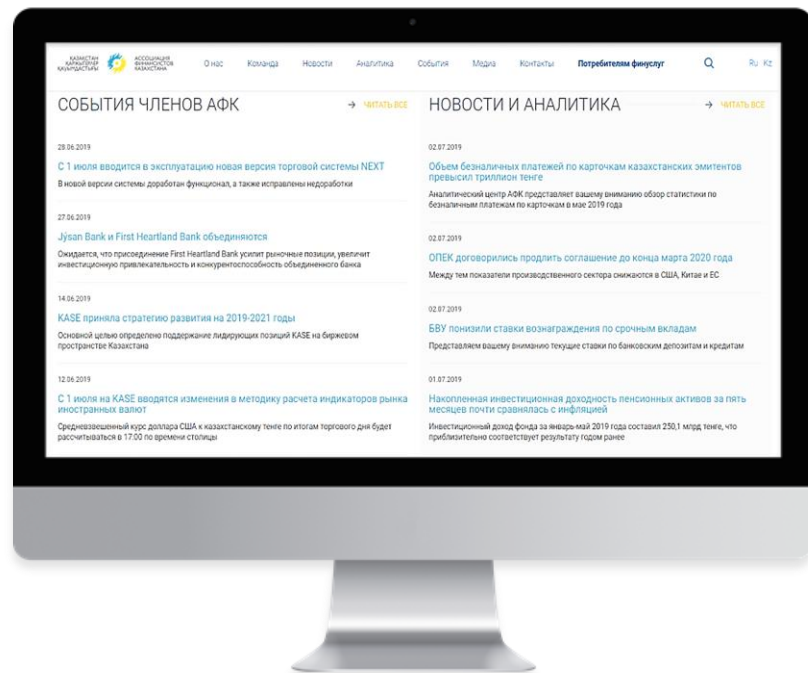 ҚАЗАҚСТАН
ҚАРЖЫГЕРЛЕР
ҚАУЫМДАСТЫҒЫ
АССОЦИАЦИЯ
ФИНАНСИСТОВ
КАЗАХСТАНА
О нас Команда Новости Аналитика События Медиа Контакты Потребителям финуслуг Ru Kz
СОБЫТИЯ ЧЛЕНОВ АФК
→ ЧИТАТЬ ВСЕ
28.06.2019
С 1 июля вводится в эксплуатацию новая версия торговой системы NEXT
В новой версии системы доработан функционал, а также исправлены недоработки
27.06.2019
Jýsan Bank и First Heartland Bank объединяются
Ожидается, что присоединение First Heartland Bank усилит рыночные позиции, увеличит
инвестиционную привлекательность и конкурентоспособность объединенного банка
14.06.2019
KASE приняла стратегию развития на 2019-2021 годы
Основной целью определено поддержание лидирующих позиций KASE на биржевом
пространстве Казахстана
12.06.2019
С 1 июля на KASE вводятся изменения в методику расчета индикаторов рынка
иностранных валют
Средневзвешенный курс доллара США к казахстанскому тенге по итогам торгового дня будет
рассчитываться в 17:00 по времени столицы
НОВОСТИ И АНАЛИТИКА
→ ЧИТАТЬ ВСЕ
02.07.2019
Объем безналичных платежей по карточкам казахстанских эмитентов
превысил триллион тенге
Аналитический центр АФК представляет вашему вниманию обзор статистики по
безналичным платежам по карточкам в мае 2019 года
02.07.2019
ОПЕК договорились продлить соглашение до конца марта 2020 года
Между тем показатели производственного сектора снижаются в США, Китае и ЕС
02.07.2019
БВУ понизили ставки вознаграждения по срочным вкладам
Представляем вашему вниманию текущие ставки по банковским депозитам и кредитам
01.07.2019
Накопленная инвестиционная доходность пенсионных активов за пять
месяцев почти сравнялась с инфляцией
Инвестиционный доход фонда за январь-май 2019 года составил 250,1 млрд тенге, что
приблизительно соответствует результату годом ранее